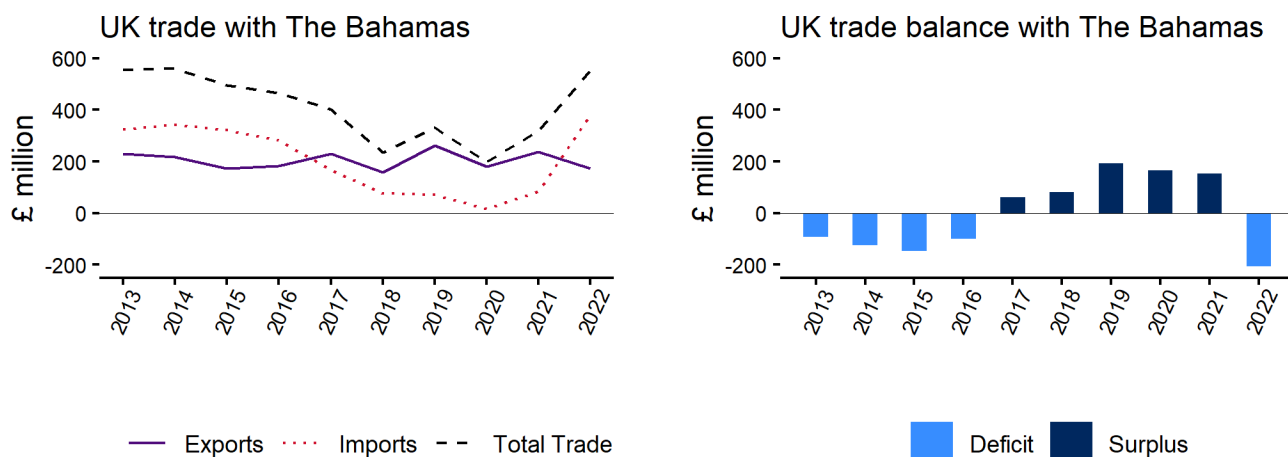 UK trade with The Bahamas
£ million
600
400
200
0
-200
2013 2014 2015 2016 2017 2018 2019 2020 2021 2022
Exports Imports Total Trade
UK trade balance with The Bahamas
£ million
600
400
200
0
-200
2013 2014 2015 2016 2017 2018 2019 2020 2021 2022
Deficit Surplus